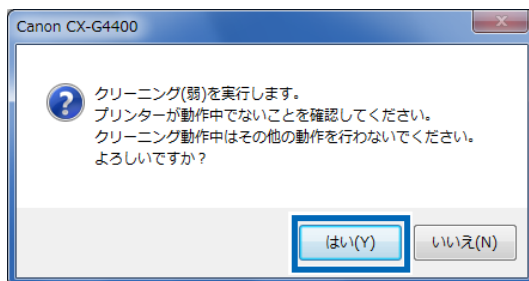 Canon CX-G4400
クリーニング(弱)を実行します。
プリンターが動作中でないことを確認してください。
クリーニング動作中はその他の動作を行わないでください。
よろしいですか？
はい(Y)
いいえ(N)